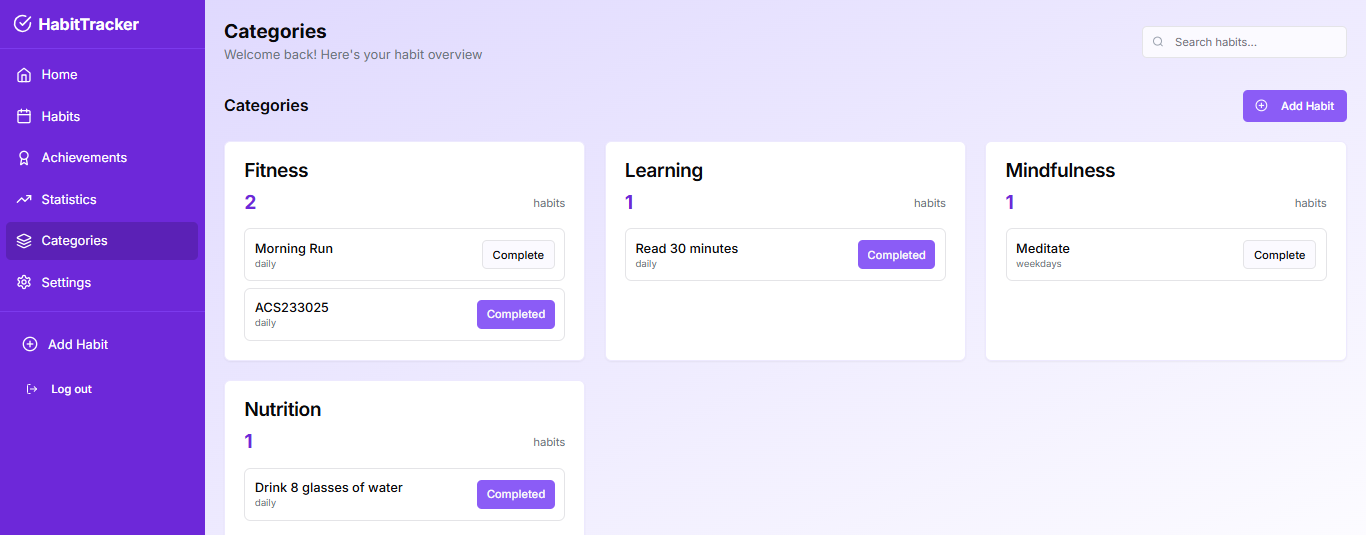 HabitTracker
Home
Habits
Achievements
Statistics
Categories
Settings
Add Habit
Log out
Categories
Welcome back! Here's your habit overview
Search habits...
Categories
Add Habit
Fitness
2 habits
Morning Run
daily
Complete
ACS233025
daily
Completed
Learning
1 habits
Read 30 minutes
daily
Completed
Mindfulness
1 habits
Meditate
weekdays
Complete
Nutrition
1 habits
Drink 8 glasses of water
daily
Completed